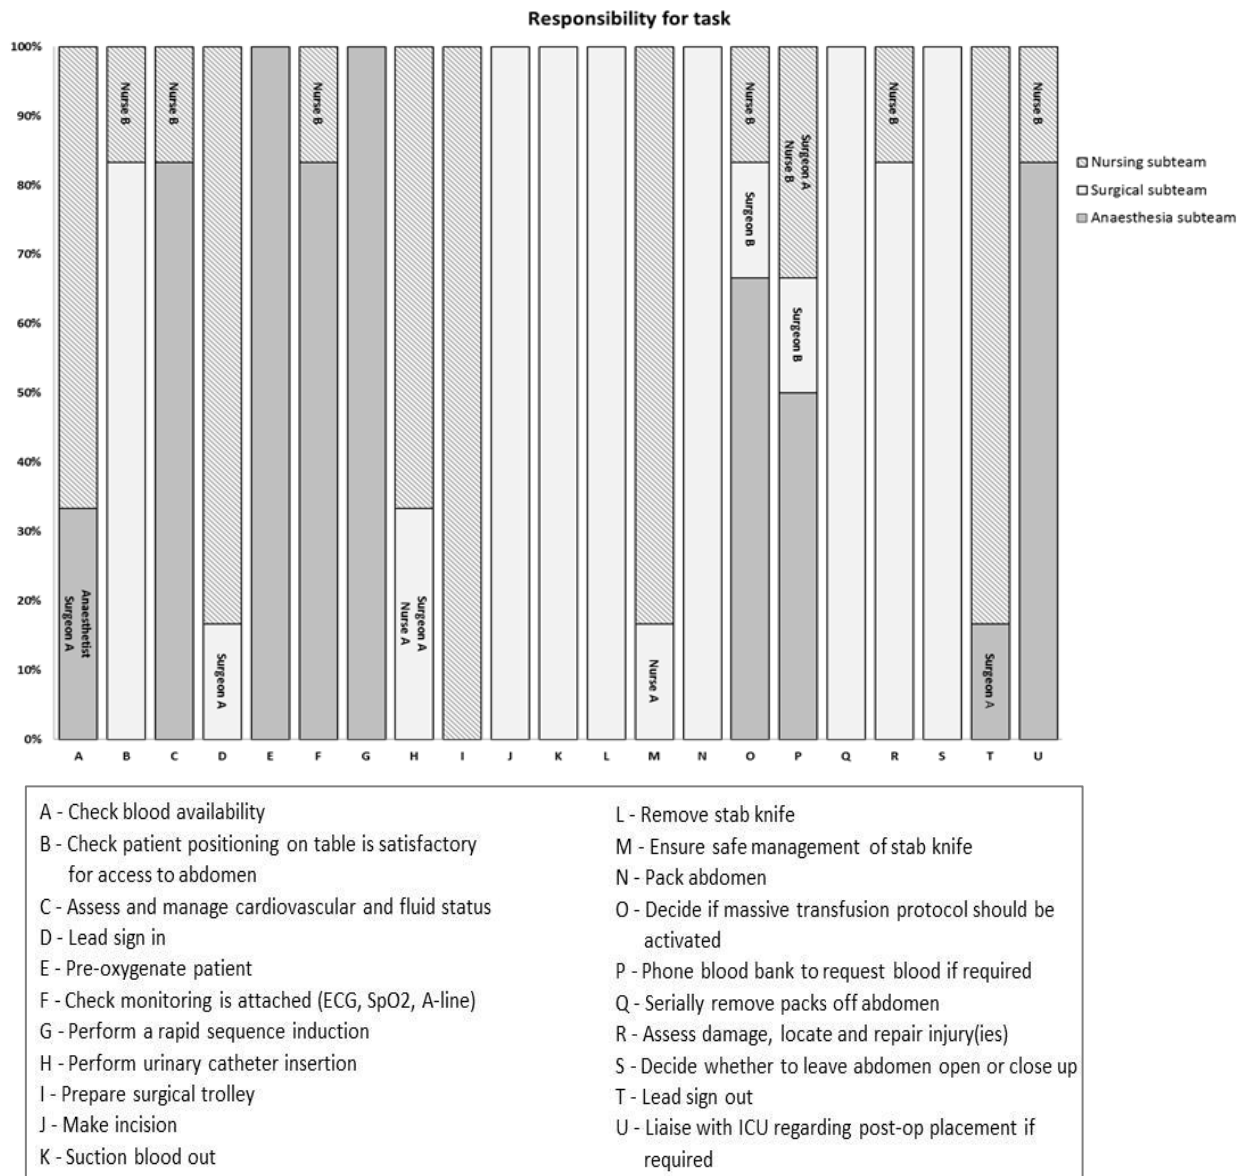 Responsibility for task
100%
90%
80%
70%
60%
50%
40%
30%
20%
10%
0%
Anaesthetist
Surgeon A
Nurse B
Nurse B
Surgeon A
Nurse B
Surgeon A
Nurse A
Nurse A
Nurse B
Surgeon B
Surgeon A
Nurse B
Surgeon B
Nurse B
Surgeon A
Nurse B
Nursing subteam
Surgical subteam
Anaesthesia subteam
A B C D E F G H I J K L M N O P Q R S T U
A - Check blood availability
B - Check patient positioning on table is satisfactory
for access to abdomen
C - Assess and manage cardiovascular and fluid status
D - Lead sign in
E - Pre-oxygenate patient
F - Check monitoring is attached (ECG, SpO2, A-line)
G - Perform a rapid sequence induction
H - Perform urinary catheter insertion
I - Prepare surgical trolley
J - Make incision
K - Suction blood out
L - Remove stab knife
M - Ensure safe management of stab knife
N - Pack abdomen
O - Decide if massive transfusion protocol should be
activated
P - Phone blood bank to request blood if required
Q - Serially remove packs off abdomen
R - Assess damage, locate and repair injury(ies)
S - Decide whether to leave abdomen open or close up
T - Lead sign out
U - Liaise with ICU regarding post-op placement if
required